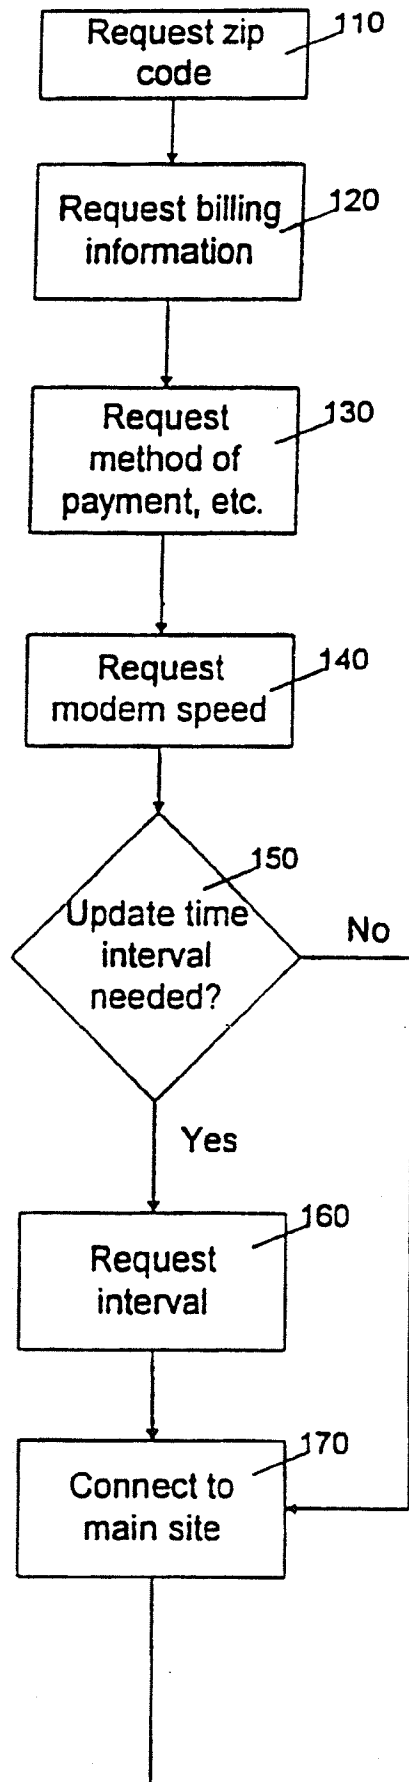 Request zip
code
110
Request billing
information
120
Request
method of
payment, etc.
130
Request
modem speed
140
Update time
interval
needed?
150
No
Yes
Request
interval
160
Connect to
main site
170